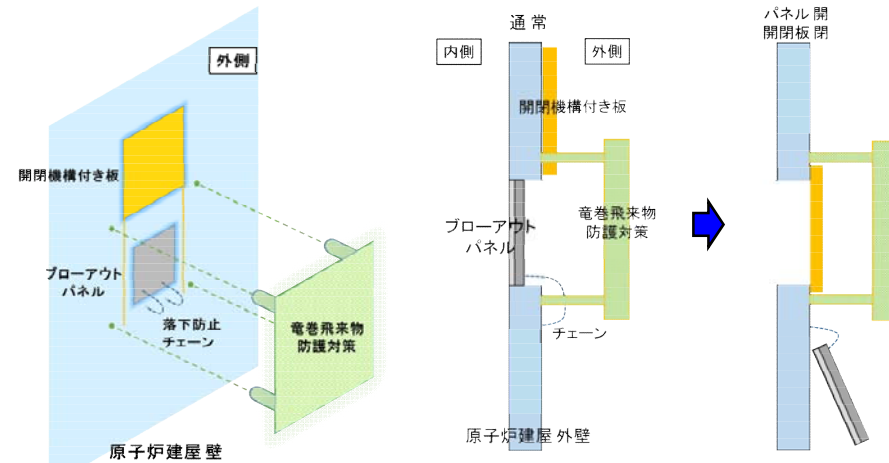 外側
開閉機構付き板
ブローアウト
パネル
落下防止
チェーン
竜巻飛来物
防護対策
原子炉建屋 壁
通常
内側
外側
開閉機構付き板
ブローアウト
パネル
竜巻飛来物
防護対策
チェーン
原子炉建屋 外壁
パネル 開
開閉板 閉